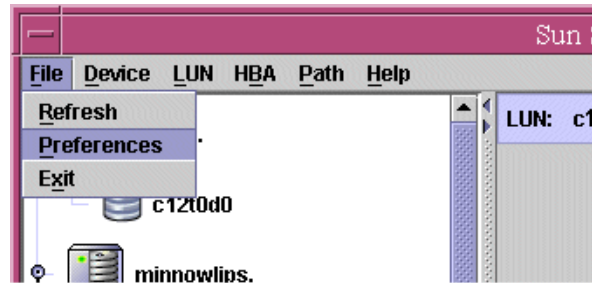 Sun
File Device LUN HBA Path Help
Refresh
Preferences
Exit
LUN: c1
c12t0d0
minnowlips.